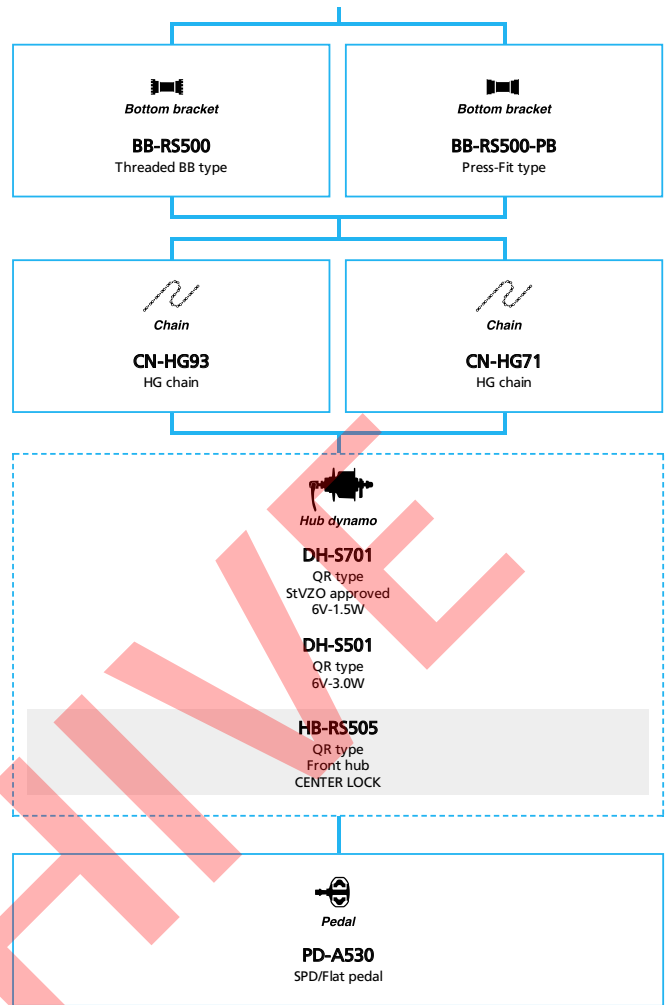 Bottom bracket
BB-RS500
Threaded BB type
Bottom bracket
BB-RS500-PB
Press-Fit type
Chain
CN-HG93
HG chain
Chain
CN-HG71
HG chain
Hub dynamo
DH-S701
QR type
StVZO approved
6V-1.5W
DH-S501
QR type
6V-3.0W
HB-RS505
QR type
Front hub
CENTER LOCK
Pedal
PD-A530
SPD/Flat pedal
HIVE